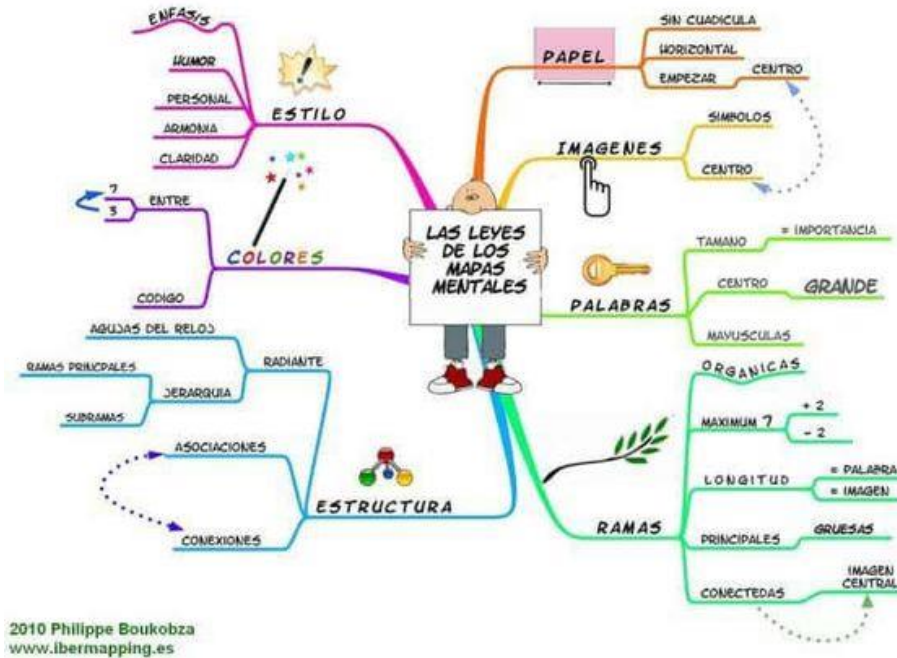 LAS LEYES
DE LOS
MAPAS
MENTALES
PAPEL
SIN CUADICULA
HORIZONTAL
EMPEZAR
CENTRO
IMAGENES
SIMBOLOS
CENTRO
PALABRAS
TAMANO
= IMPORTANCIA
CENTRO
GRANDE
MAYUSCULAS
RAMAS
ORGANICAS
MAXIMUM 7
+ 2
- 2
LONGITUD
= PALABRA
= IMAGEN
PRINCIPALES
GRUESAS
CONECTEDAS
IMAGEN
CENTRAL
ESTRUCTURA
RADIANTE
AGUJAS DEL RELOJ
JERARQUIA
RAMAS PRINCPALES
SUBRAMAS
ASOCIACIONES
CONEXIONES
COLORES
ENTRE
7
3
CODIGO
ESTILO
ENFASIS
HUMOR
PERSONAL
ARMONIA
CLARIDAD
2010 Philippe Boukobza
www.ibermapping.es